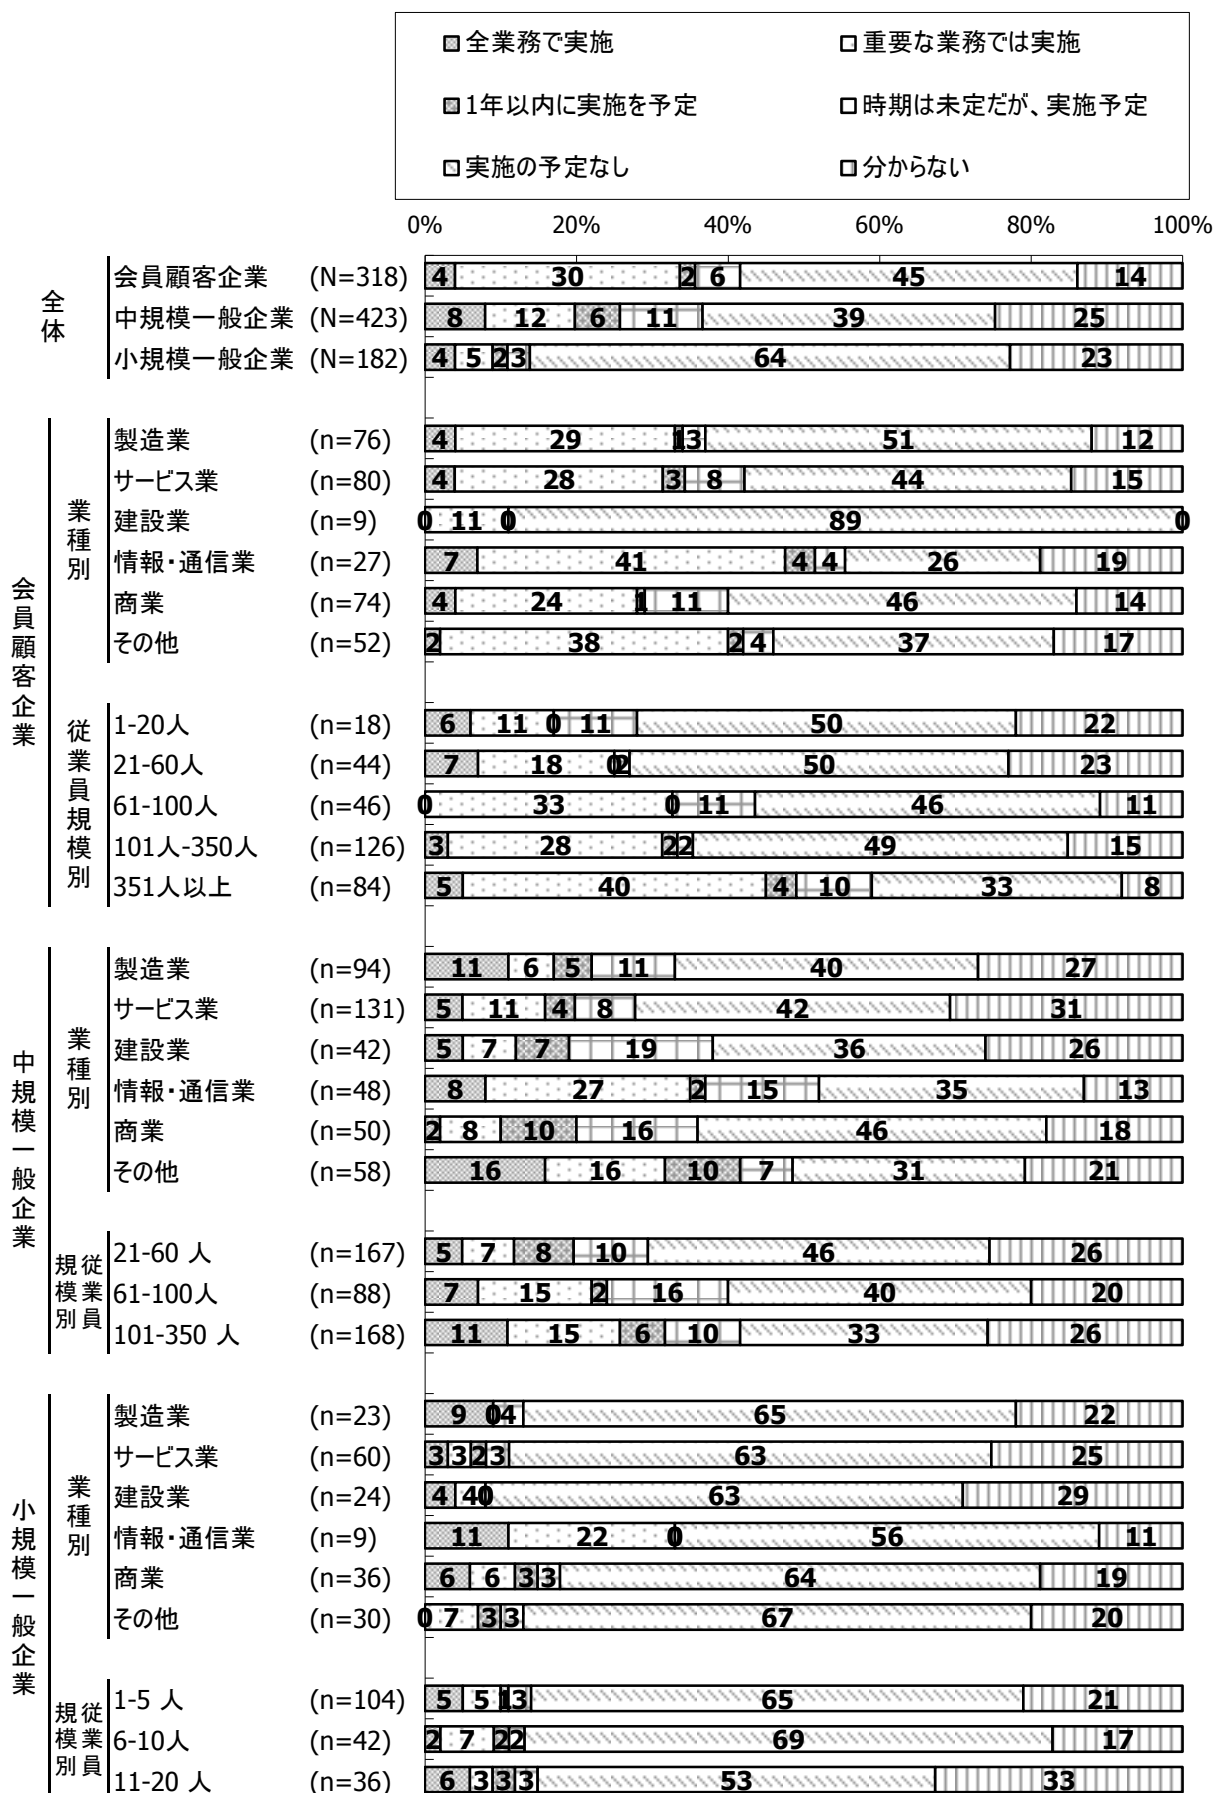 全業務で実施 重要な業務では実施
1年以内に実施を予定 時期は未定だが、実施予定
実施の予定なし 分からない
0% 20% 40% 60% 80% 100%
全体
会員顧客企業 (N=318) 4 30 2 6 45 14
中規模一般企業 (N=423) 8 12 6 11 39 25
小規模一般企業 (N=182) 4 5 2 3 64 23
会員顧客企業
業種別
製造業 (n=76) 4 29 1 3 51 12
サービス業 (n=80) 4 28 3 8 44 15
建設業 (n=9) 0 11 0 89 0
情報・通信業 (n=27) 7 41 4 4 26 19
商業 (n=74) 4 24 1 11 46 14
その他 (n=52) 2 38 2 4 37 17
従業員規模別
1-20人 (n=18) 6 11 0 11 50 22
21-60人 (n=44) 7 18 0 2 50 23
61-100人 (n=46) 0 33 0 11 46 11
101人-350人 (n=126) 3 28 2 2 49 15
351人以上 (n=84) 5 40 4 10 33 8
中規模一般企業
業種別
製造業 (n=94) 11 6 5 11 40 27
サービス業 (n=131) 5 11 4 8 42 31
建設業 (n=42) 5 7 7 19 36 26
情報・通信業 (n=48) 8 27 2 15 35 13
商業 (n=50) 2 8 10 16 46 18
その他 (n=58) 16 16 10 7 31 21
従業員規模別
21-60 人 (n=167) 5 7 8 10 46 26
61-100人 (n=88) 7 15 2 16 40 20
101-350 人 (n=168) 11 15 6 10 33 26
小規模一般企業
業種別
製造業 (n=23) 9 0 4 65 22
サービス業 (n=60) 3 3 2 3 63 25
建設業 (n=24) 4 4 0 63 29
情報・通信業 (n=9) 11 22 0 56 11
商業 (n=36) 6 6 3 3 64 19
その他 (n=30) 0 7 3 3 67 20
従業員規模別
1-5 人 (n=104) 5 5 1 3 65 21
6-10人 (n=42) 2 7 2 2 69 17
11-20 人 (n=36) 6 3 3 3 53 33